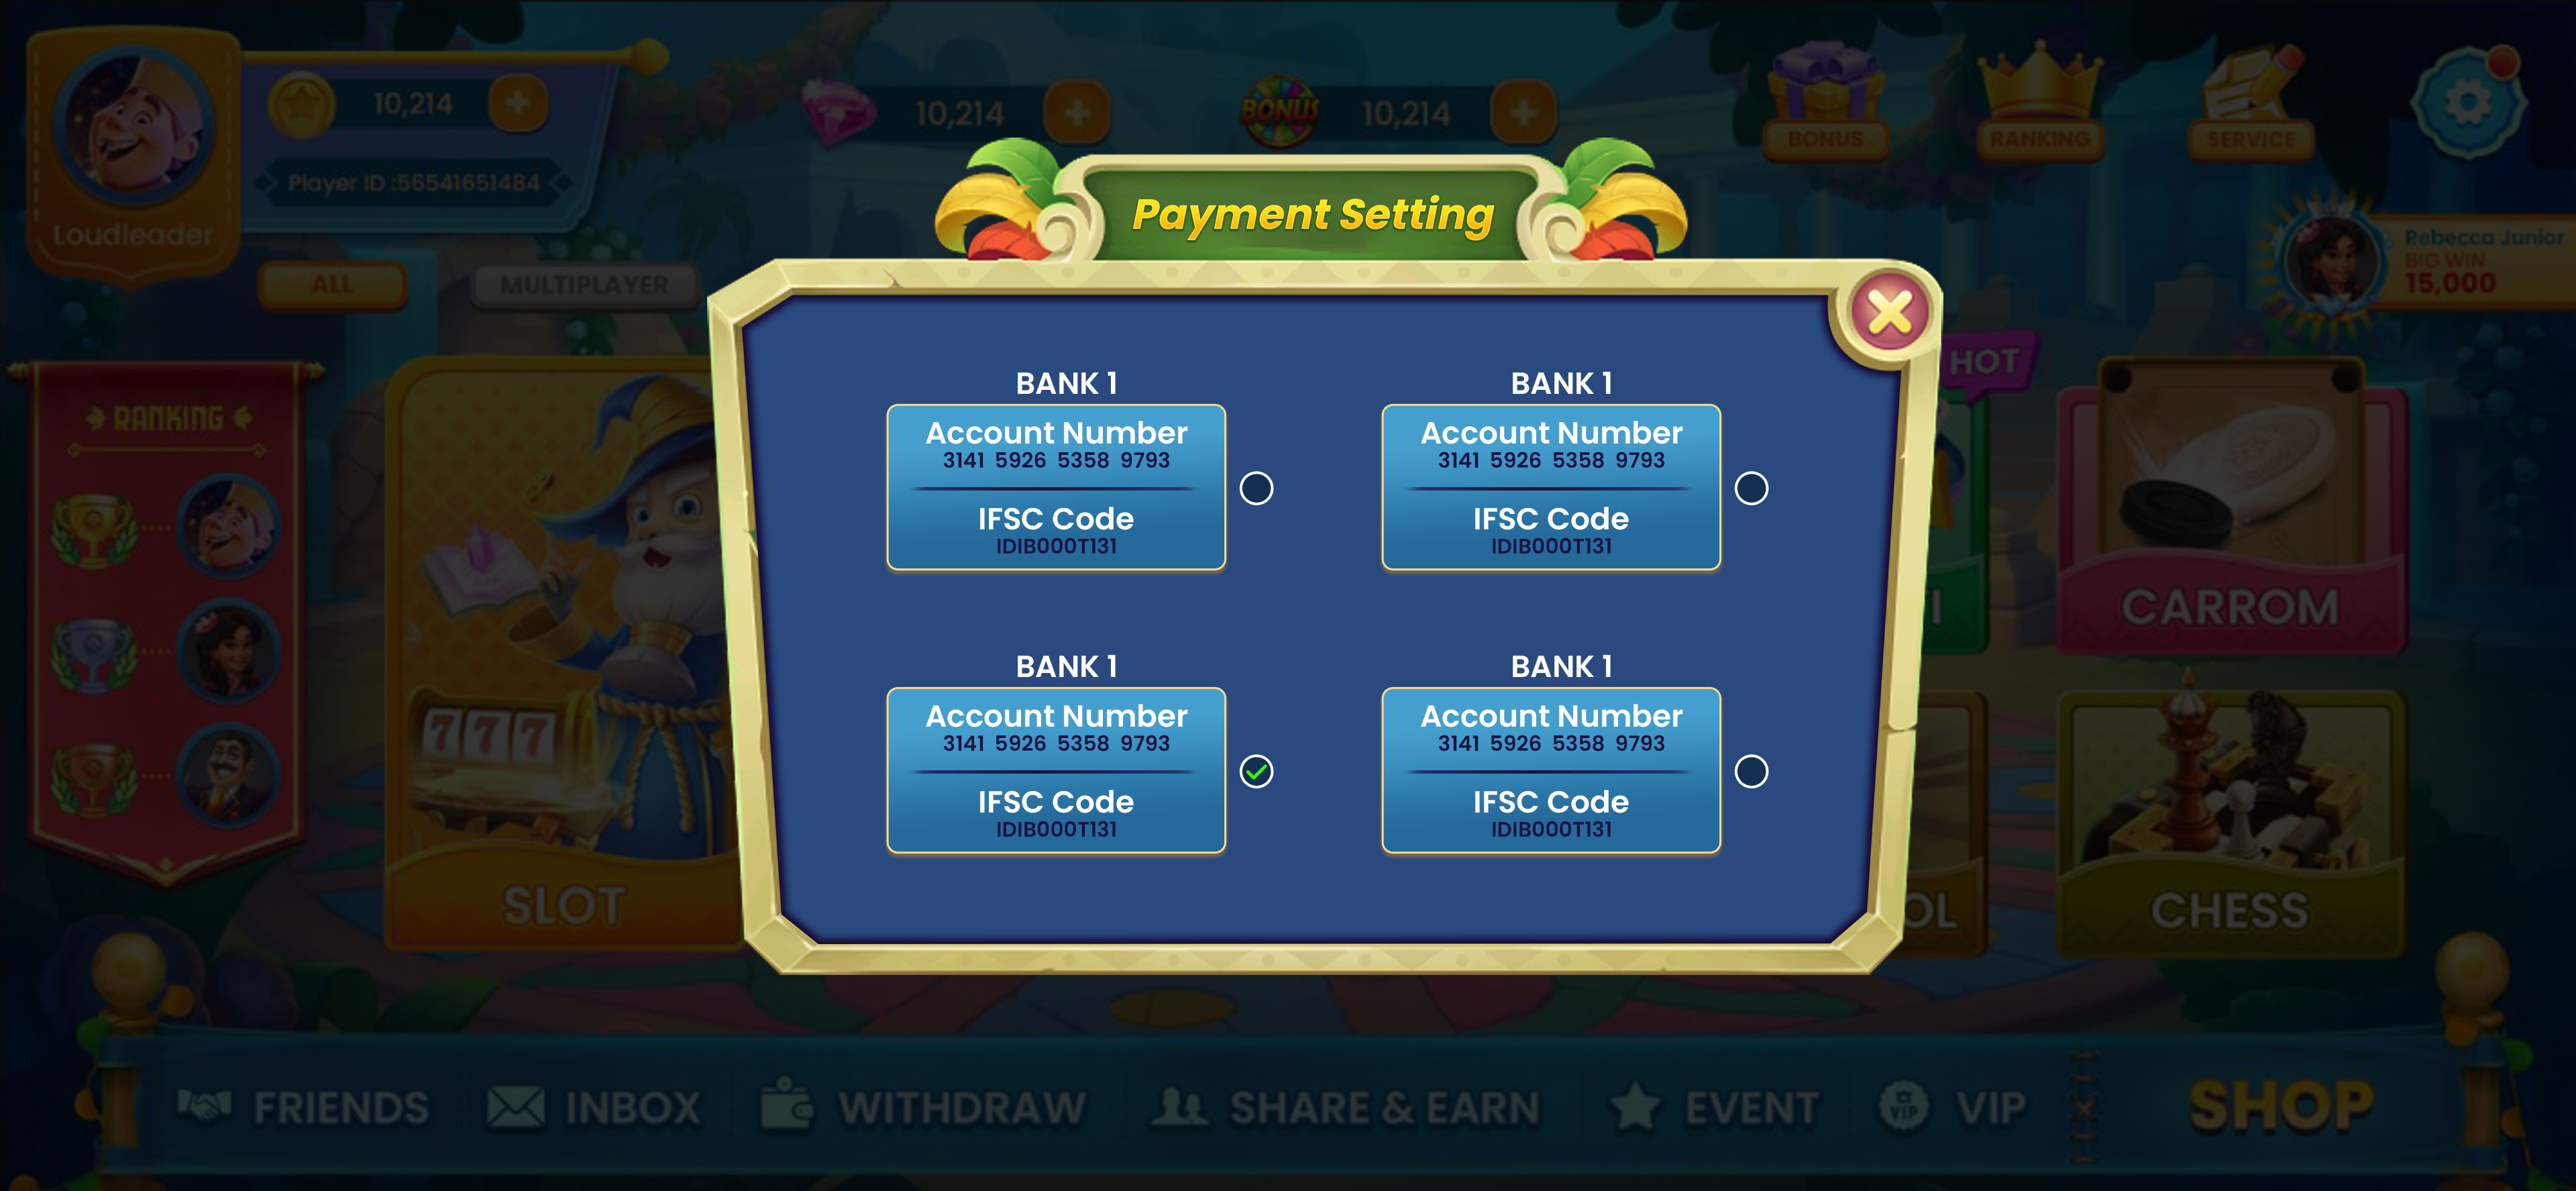 10,214
10,214
BONUS
10,214
Player ID :56541651484
Loudleader
BONUS
RANKING
SERVICE
Payment Setting
Rebecca Junior
BIG WIN
15,000
ALL
MULTIPLAYER
HOT
RANKING
BANK 1
Account Number
3141 5926 5358 9793
IFSC Code
IDIB000T131
BANK 1
Account Number
3141 5926 5358 9793
IFSC Code
IDIB000T131
BANK 1
Account Number
3141 5926 5358 9793
IFSC Code
IDIB000T131
BANK 1
Account Number
3141 5926 5358 9793
IFSC Code
IDIB000T131
777
SLOT
CARROM
CHESS
FRIENDS
INBOX
WITHDRAW
SHARE & EARN
EVENT
VIP
VIP
SHOP